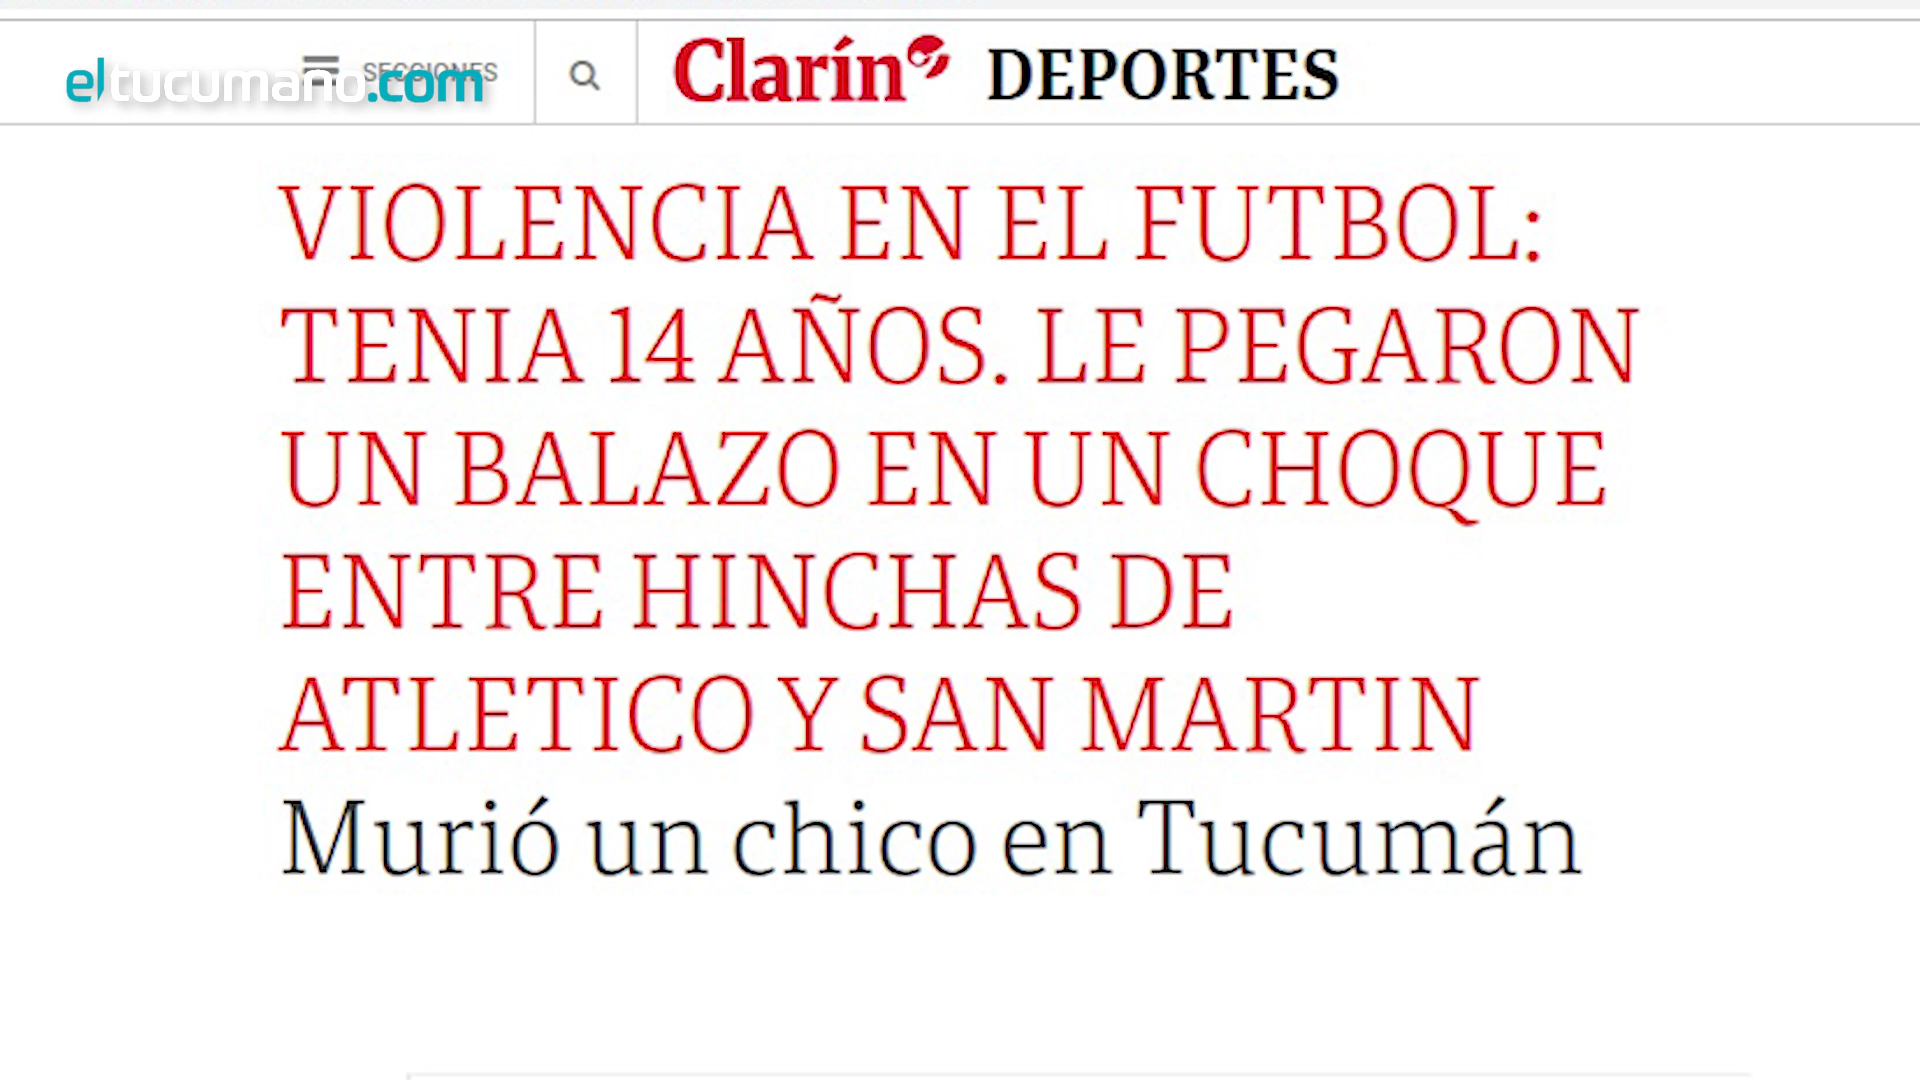 eltucumano.com
SECCIONES
Clarín DEPORTES
VIOLENCIA EN EL FUTBOL:
TENIA 14 AÑOS. LE PEGARON
UN BALAZO EN UN CHOQUE
ENTRE HINCHAS DE
ATLETICO Y SAN MARTIN
Murió un chico en Tucumán